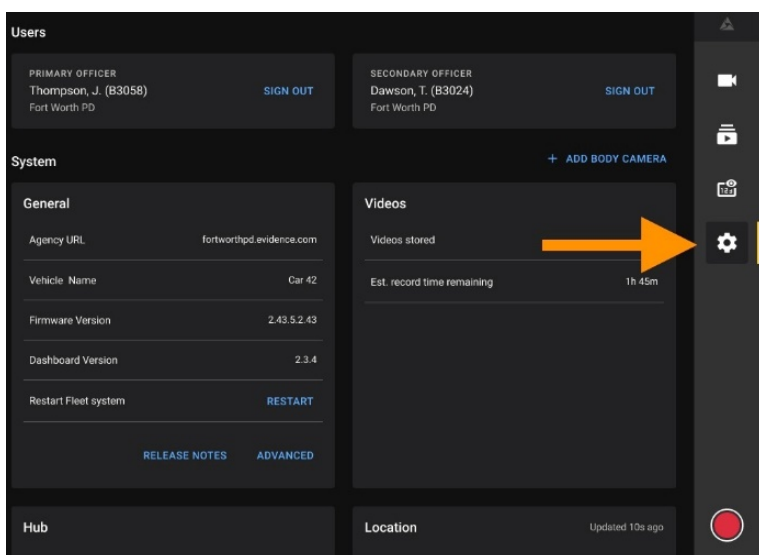 Users
PRIMARY OFFICER
Thompson, J. (B3058)
SIGN OUT
Fort Worth PD
SECONDARY OFFICER
Dawson, T. (B3024)
SIGN OUT
Fort Worth PD
System
+ ADD BODY CAMERA
General
Agency URL fortworthpd.evidence.com
Vehicle Name Car 42
Firmware Version 2.43.5.2.43
Dashboard Version 2.3.4
Restart Fleet system RESTART
RELEASE NOTES ADVANCED
Videos
Videos stored
Est. record time remaining 1h 45m
Hub
Location Updated 10s ago